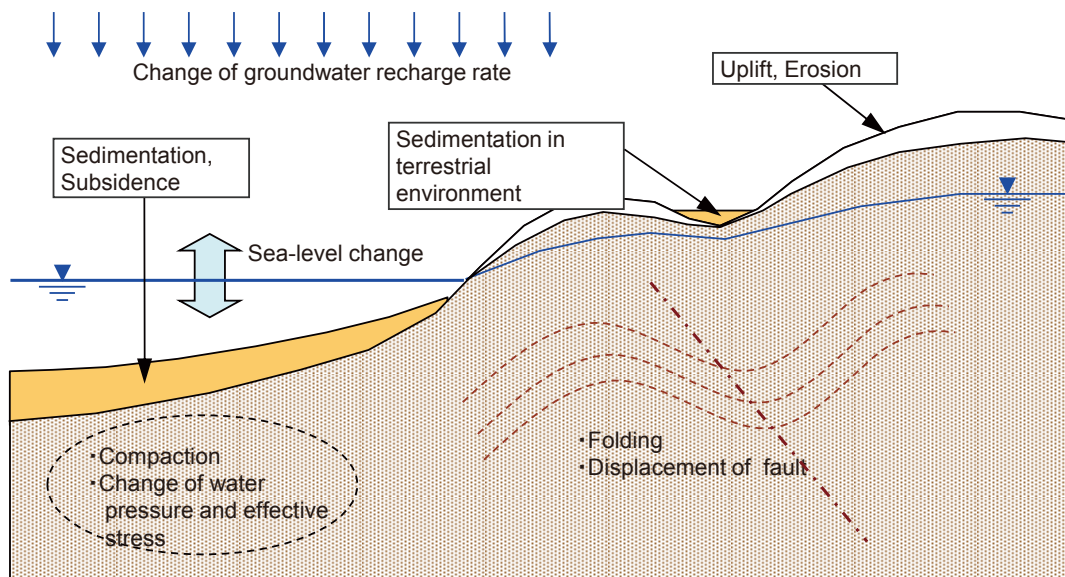 Change of groundwater recharge rate
Uplift, Erosion
Sedimentation,
Subsidence
Sedimentation in
terrestrial
environment
Sea-level change
・Compaction
・Change of water
pressure and effective
stress
・Folding
・Displacement of fault